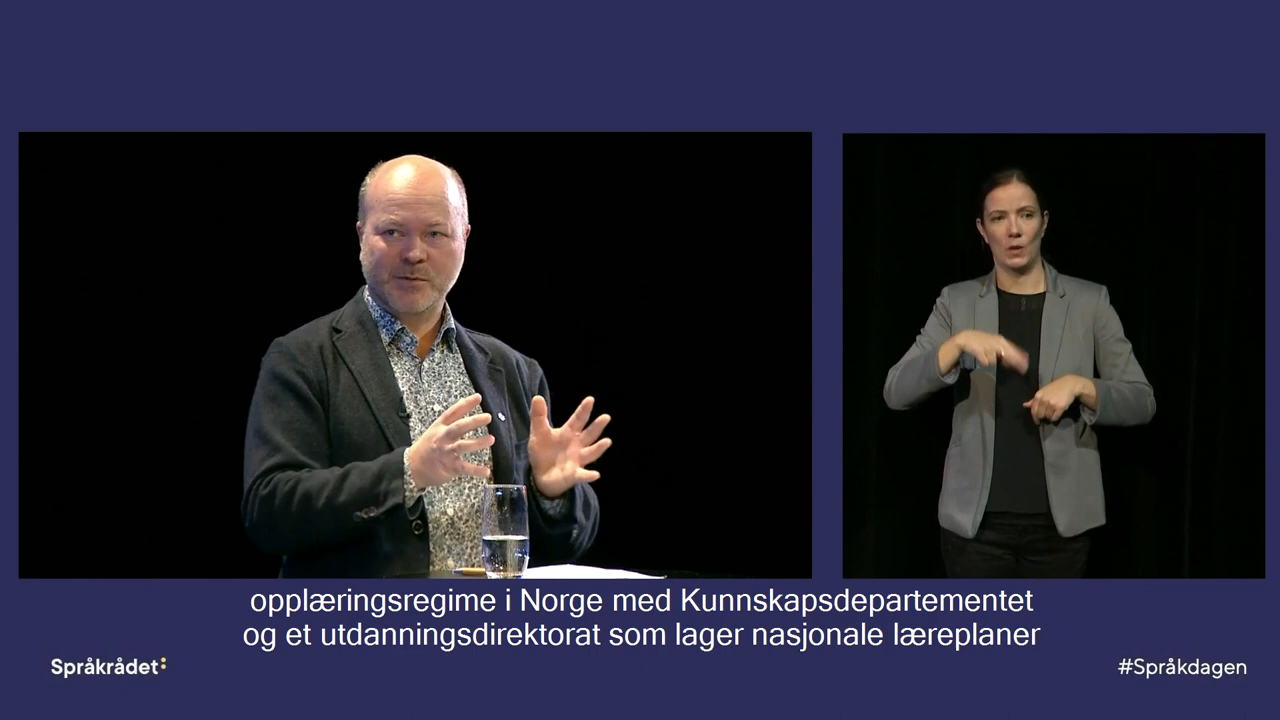 opplæringsregime i Norge med Kunnskapsdepartementet
og et utdanningsdirektorat som lager nasjonale læreplaner
Språkrådet:
#Språkdagen